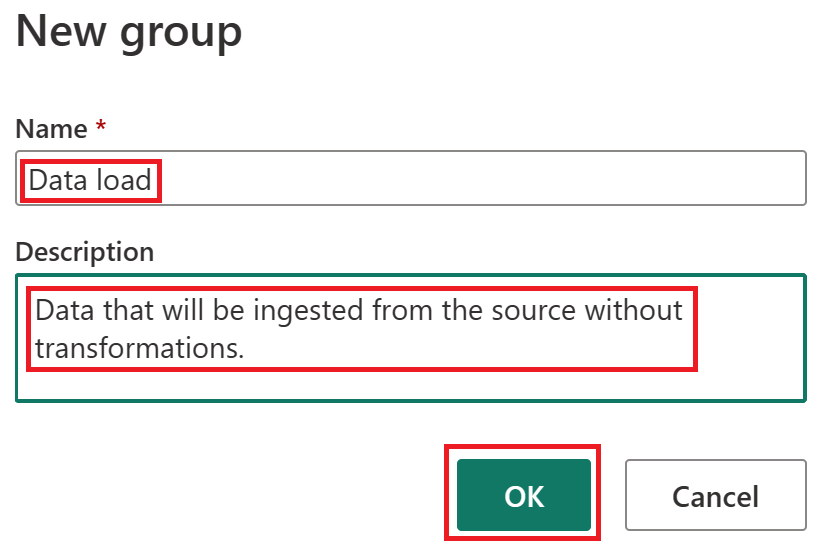 New group
Name *
Data load
Description
Data that will be ingested from the source without
transformations.
OK Cancel